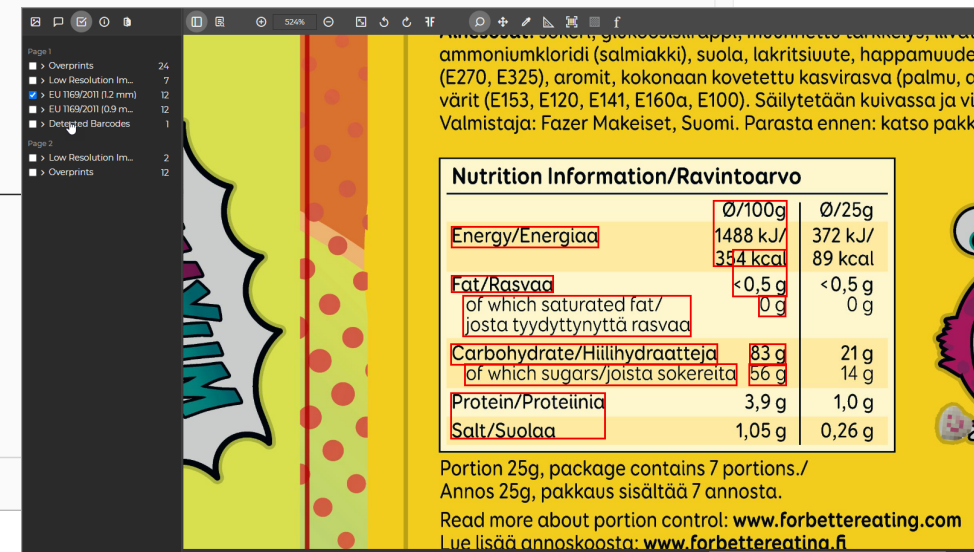 524%
Page 1
Overprints 24
Low Resolution Im... 7
EU 1169/2011 (1.2 mm) 12
EU 1169/2011 (0.9 m... 12
Detected Barcodes 1
Page 2
Low Resolution Im... 2
Overprints 12
ammoniumkloridi (salmiakki), suola, lakritsiuute, happamuude
(E270, E325), aromit, kokonaan kovetettu kasvirasva (palmu,
värit (E153, E120, E141, E160a, E100). Säilytetään kuivassa ja vi
Valmistaja: Fazer Makeiset, Suomi. Parasta ennen: katso pakk
Nutrition Information/Ravintoarvo
Ø/100g Ø/25g
Energy/Energiaa 1488 kJ/ 372 kJ/
354 kcal 89 kcal
Fat/Rasvaa <0,5 g <0,5 g
of which saturated fat/ 0 g 0 g
josta tyydyttynyttä rasvaa
Carbohydrate/Hiilihydraatteja 83 g 21 g
of which sugars/joista sokereita 56 g 14 g
Protein/Proteiinia 3,9 g 1,0 g
Salt/Suolaa 1,05 g 0,26 g
Portion 25g, package contains 7 portions./
Annos 25g, pakkaus sisältää 7 annosta.
Read more about portion control: www.forbettereating.com
Lue lisää annoskoosta: www.forbettereating.fi